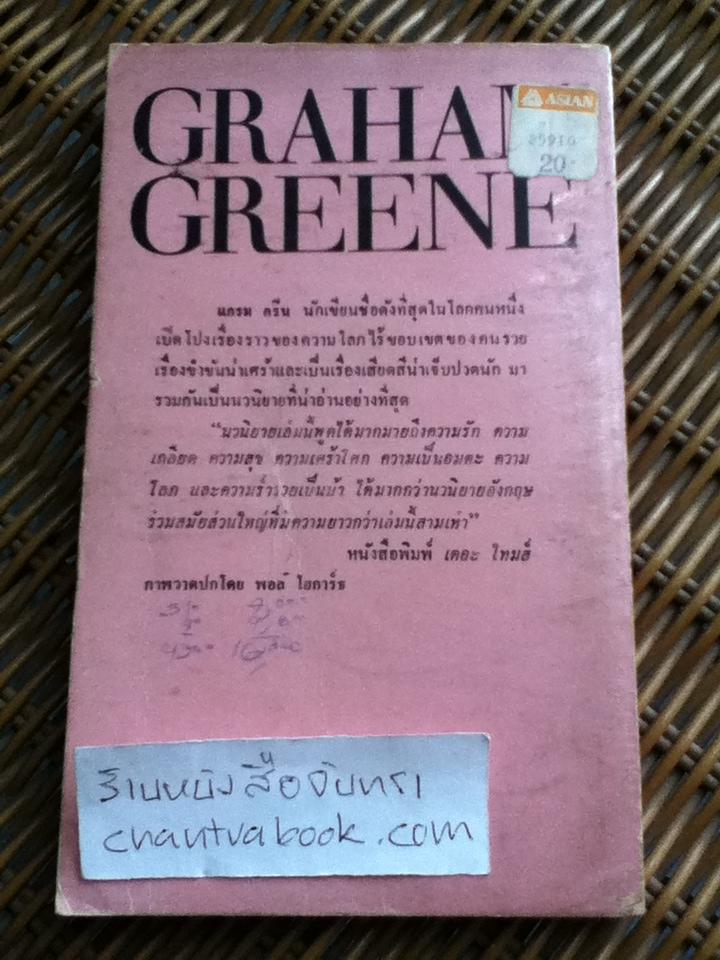 GRAHAM
GREENE
ASIAN
25910
20.-
แกรม กรีน นักเขียนชื่อดังที่สุดในโลกคนหนึ่ง
เปิดโปงเรื่องราวของความโลภไร้ขอบเขตของคนรวย
เรื่องขำขันน่าเศร้าและเป็นเรื่องเสียดสีน่าเจ็บปวดนัก มา
รวมกันเป็นนวนิยายที่น่าอ่านอย่างที่สุด
“นวนิยายเล่มนี้พูดได้มากมายถึงความรัก ความ
เกลียด ความสุข ความเศร้าโศก ความเป็นอมตะ ความ
โลภ และความร่ำรวยเป็นบ้า ได้มากกว่านวนิยายอังกฤษ
ร่วมสมัยส่วนใหญ่ที่มีความยาวกว่าเล่มนี้สามเท่า”
หนังสือพิมพ์ เดอะ ไทมส์
ภาพวาดปกโดย พอล โฮการ์ธ
ร้านหนังสือจันทรา
chantrabook.com